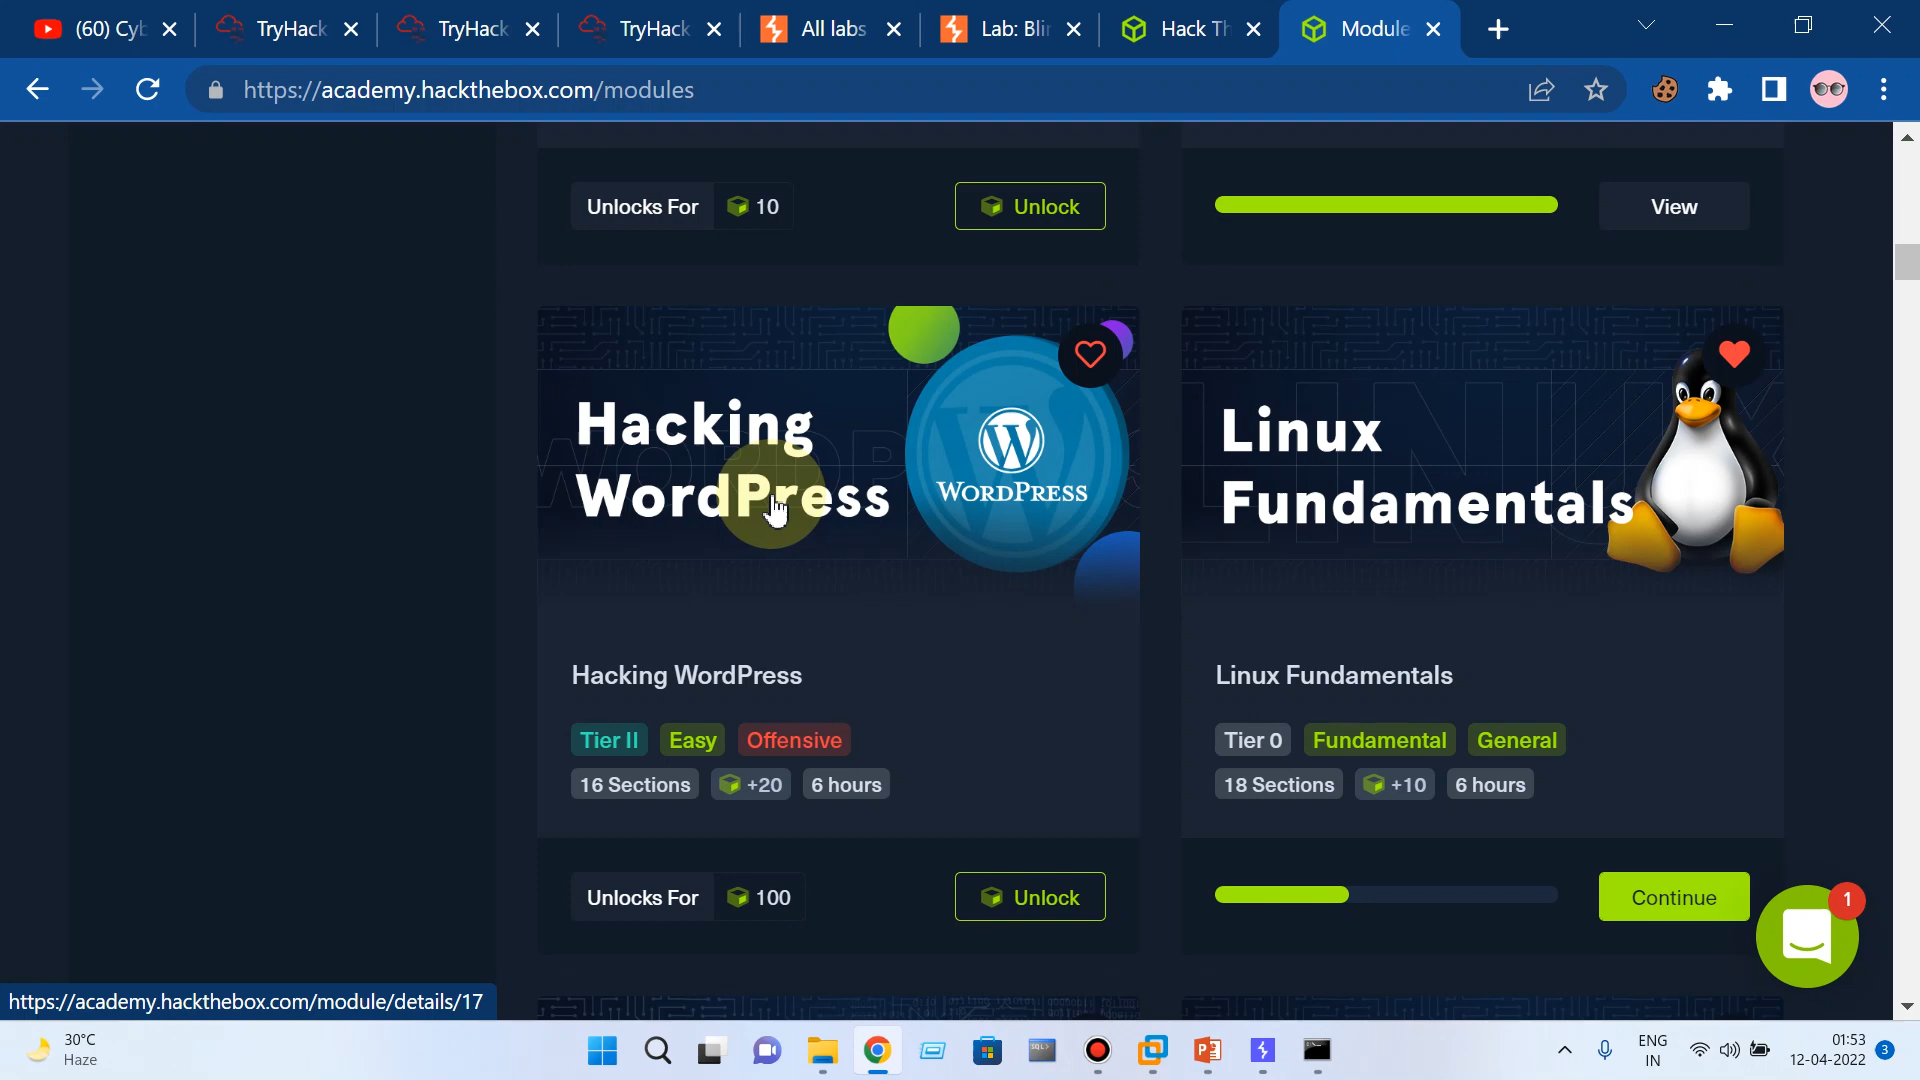 (60) Cyb
TryHack
TryHack
TryHack
All labs
Lab: Blin
Hack Th
Module
https://academy.hackthebox.com/modules
Unlocks For 10
Unlock
View
Hacking
WordPress
WORDPRESS
Linux
Fundamentals
Hacking WordPress
Tier II Easy Offensive
16 Sections +20 6 hours
Unlocks For 100
Unlock
Linux Fundamentals
Tier 0 Fundamental General
18 Sections +10 6 hours
Continue
1
https://academy.hackthebox.com/module/details/17
30°C
Haze
SQL>
ENG
IN
01:53
12-04-2022
3